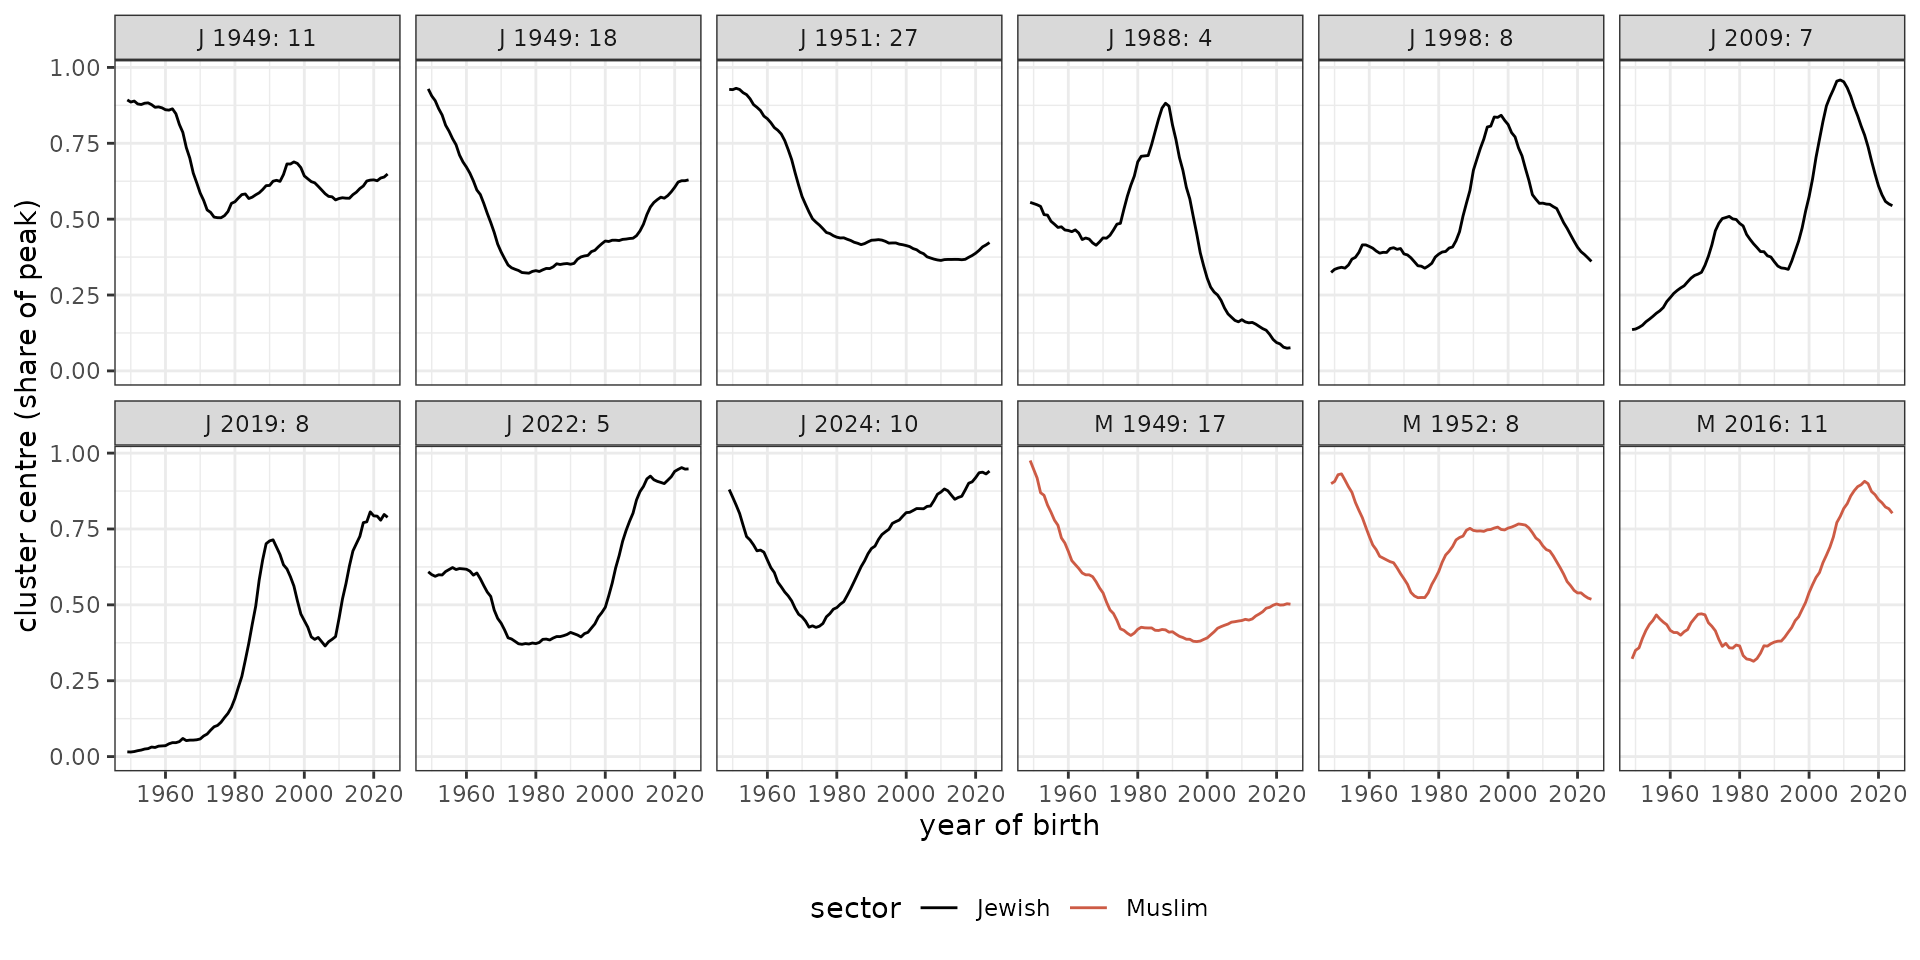 J 1949: 11
J 1949: 18
J 1951: 27
J 1988: 4
J 1998: 8
J 2009: 7
1.00
0.75
0.50
0.25
0.00
J 2019: 8
J 2022: 5
J 2024: 10
M 1949: 17
M 1952: 8
M 2016: 11
1.00
0.75
0.50
0.25
0.00
cluster centre (share of peak)
1960 1980 2000 2020 1960 1980 2000 2020 1960 1980 2000 2020 1960 1980 2000 2020 1960 1980 2000 2020 1960 1980 2000 2020
year of birth
sector Jewish Muslim